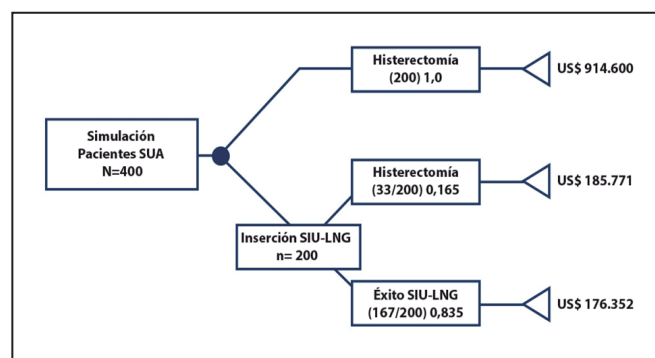 Simulación
Pacientes SUA
N=400
Histerectomía
(200) 1,0
US$ 914.600
Histerectomía
(33/200) 0,165
US$ 185.771
Inserción SIU-LNG
n= 200
Éxito SIU-LNG
(167/200) 0,835
US$ 176.352